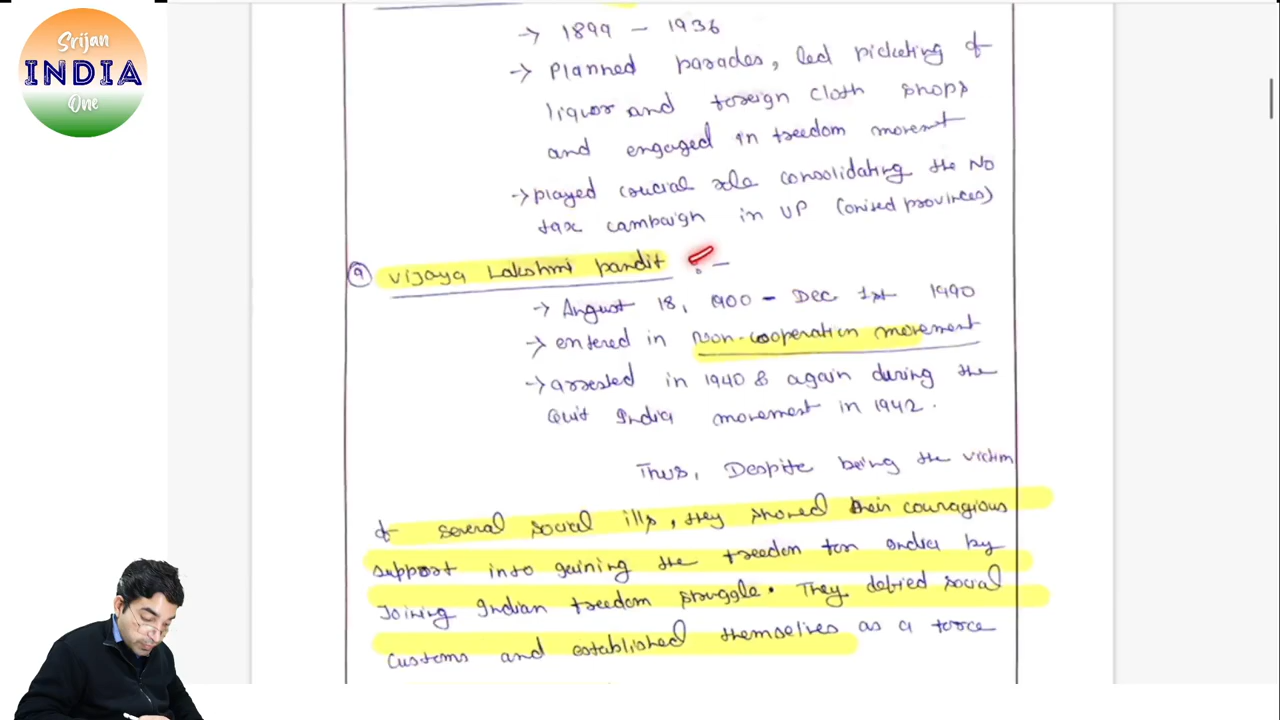 Srijan
INDIA
One
→ 1899 – 1936
→ Planned parades, led picketing of
liquor and foreign cloth shops
and engaged in freedom movement
→ played crucial role consolidating the No
tax campaign in UP (United provinces)
⑨ Vijaya Lakshmi Pandit :–
→ August 18, 1900 – Dec 1st 1990
→ entered in Non-cooperation movement
→ arrested in 1940 & again during the
Quit India movement in 1942.
Thus, Despite being the victim
of several social ills, they showed their couragious
support into gaining the freedom for India by
Joining Indian freedom struggle. They defied social
customs and established themselves as a force